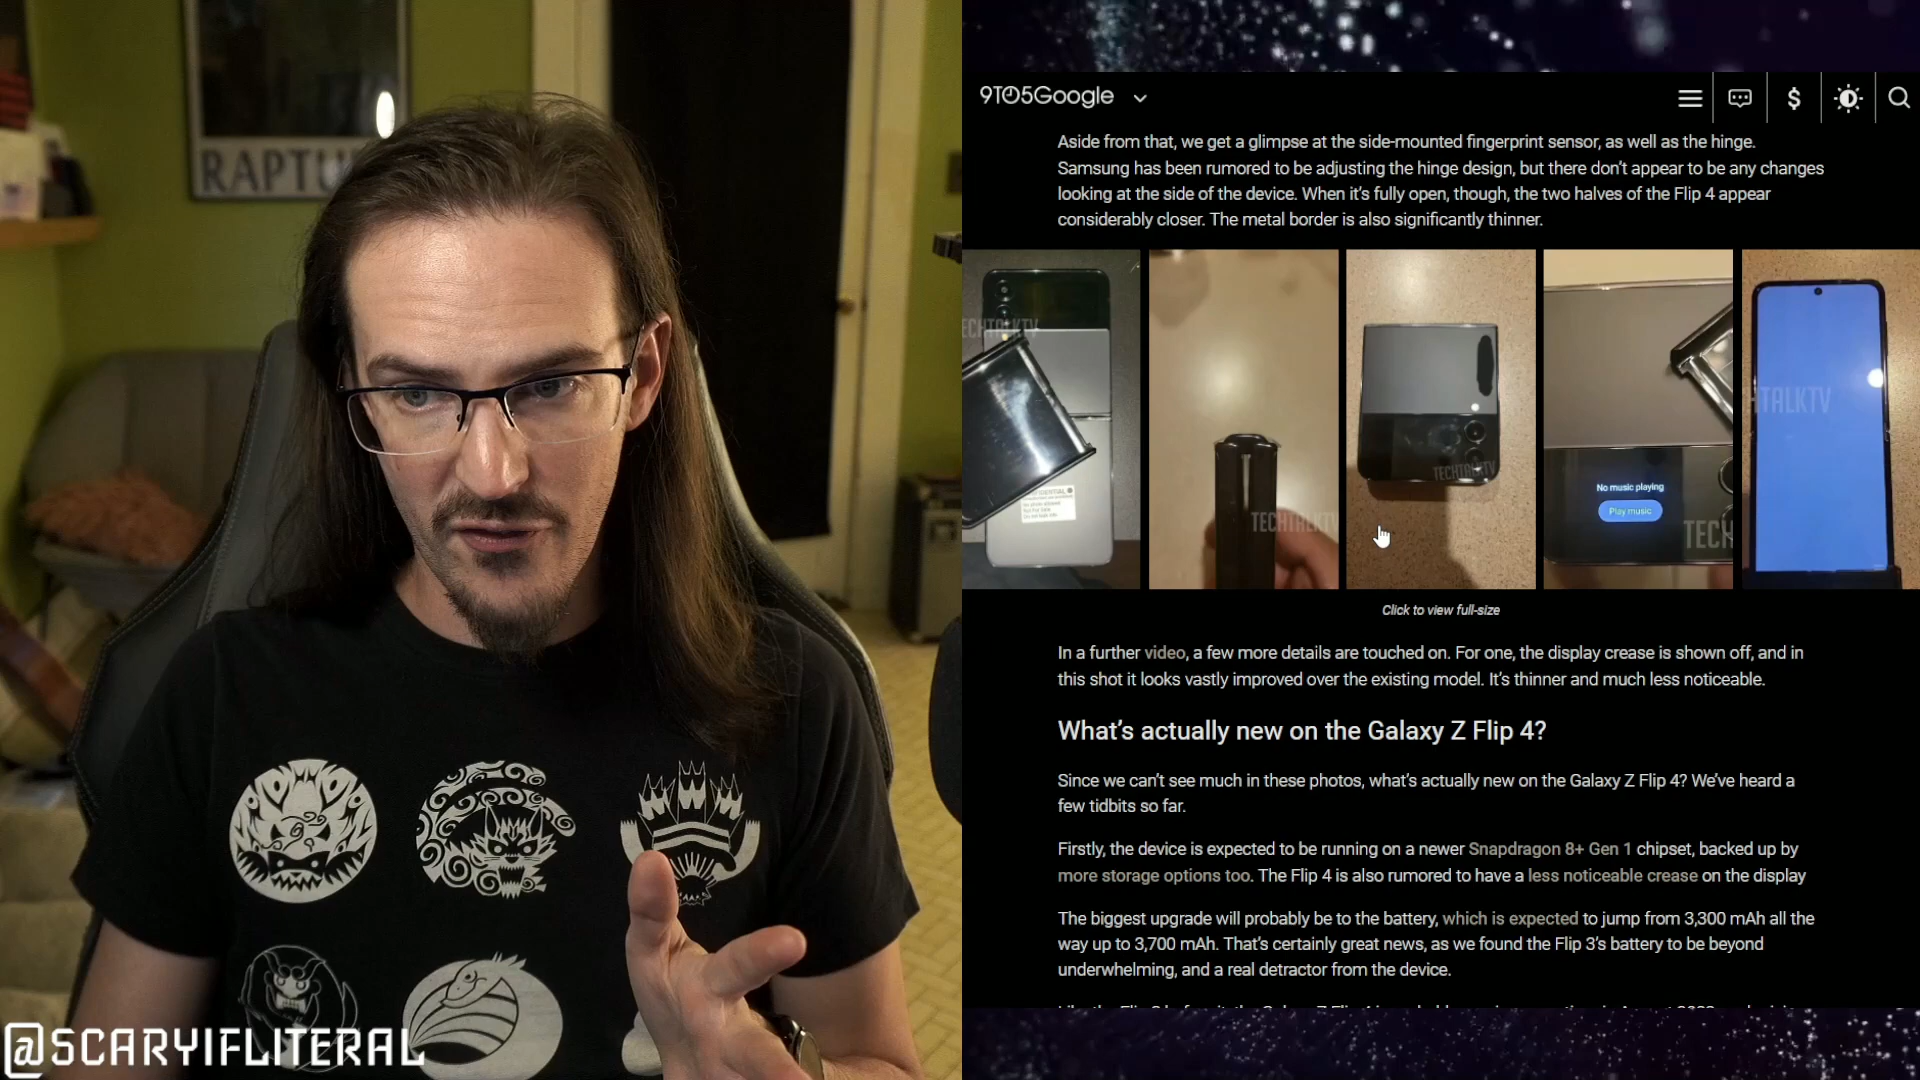 RAPTU
@SCARYIFLITERAL
9TO5Google
$
Aside from that, we get a glimpse at the side-mounted fingerprint sensor, as well as the hinge.
Samsung has been rumored to be adjusting the hinge design, but there don't appear to be any changes
looking at the side of the device. When it's fully open, though, the two halves of the Flip 4 appear
considerably closer. The metal border is also significantly thinner.
TECHTALKTV
TECHTALKTV
TECHTALKTV
No music playing
Play music
TECH
HTALKTV
Click to view full-size
In a further video, a few more details are touched on. For one, the display crease is shown off, and in
this shot it looks vastly improved over the existing model. It's thinner and much less noticeable.
What's actually new on the Galaxy Z Flip 4?
Since we can't see much in these photos, what's actually new on the Galaxy Z Flip 4? We've heard a
few tidbits so far.
Firstly, the device is expected to be running on a newer Snapdragon 8+ Gen 1 chipset, backed up by
more storage options too. The Flip 4 is also rumored to have a less noticeable crease on the display
The biggest upgrade will probably be to the battery, which is expected to jump from 3,300 mAh all the
way up to 3,700 mAh. That's certainly great news, as we found the Flip 3's battery to be beyond
underwhelming, and a real detractor from the device.